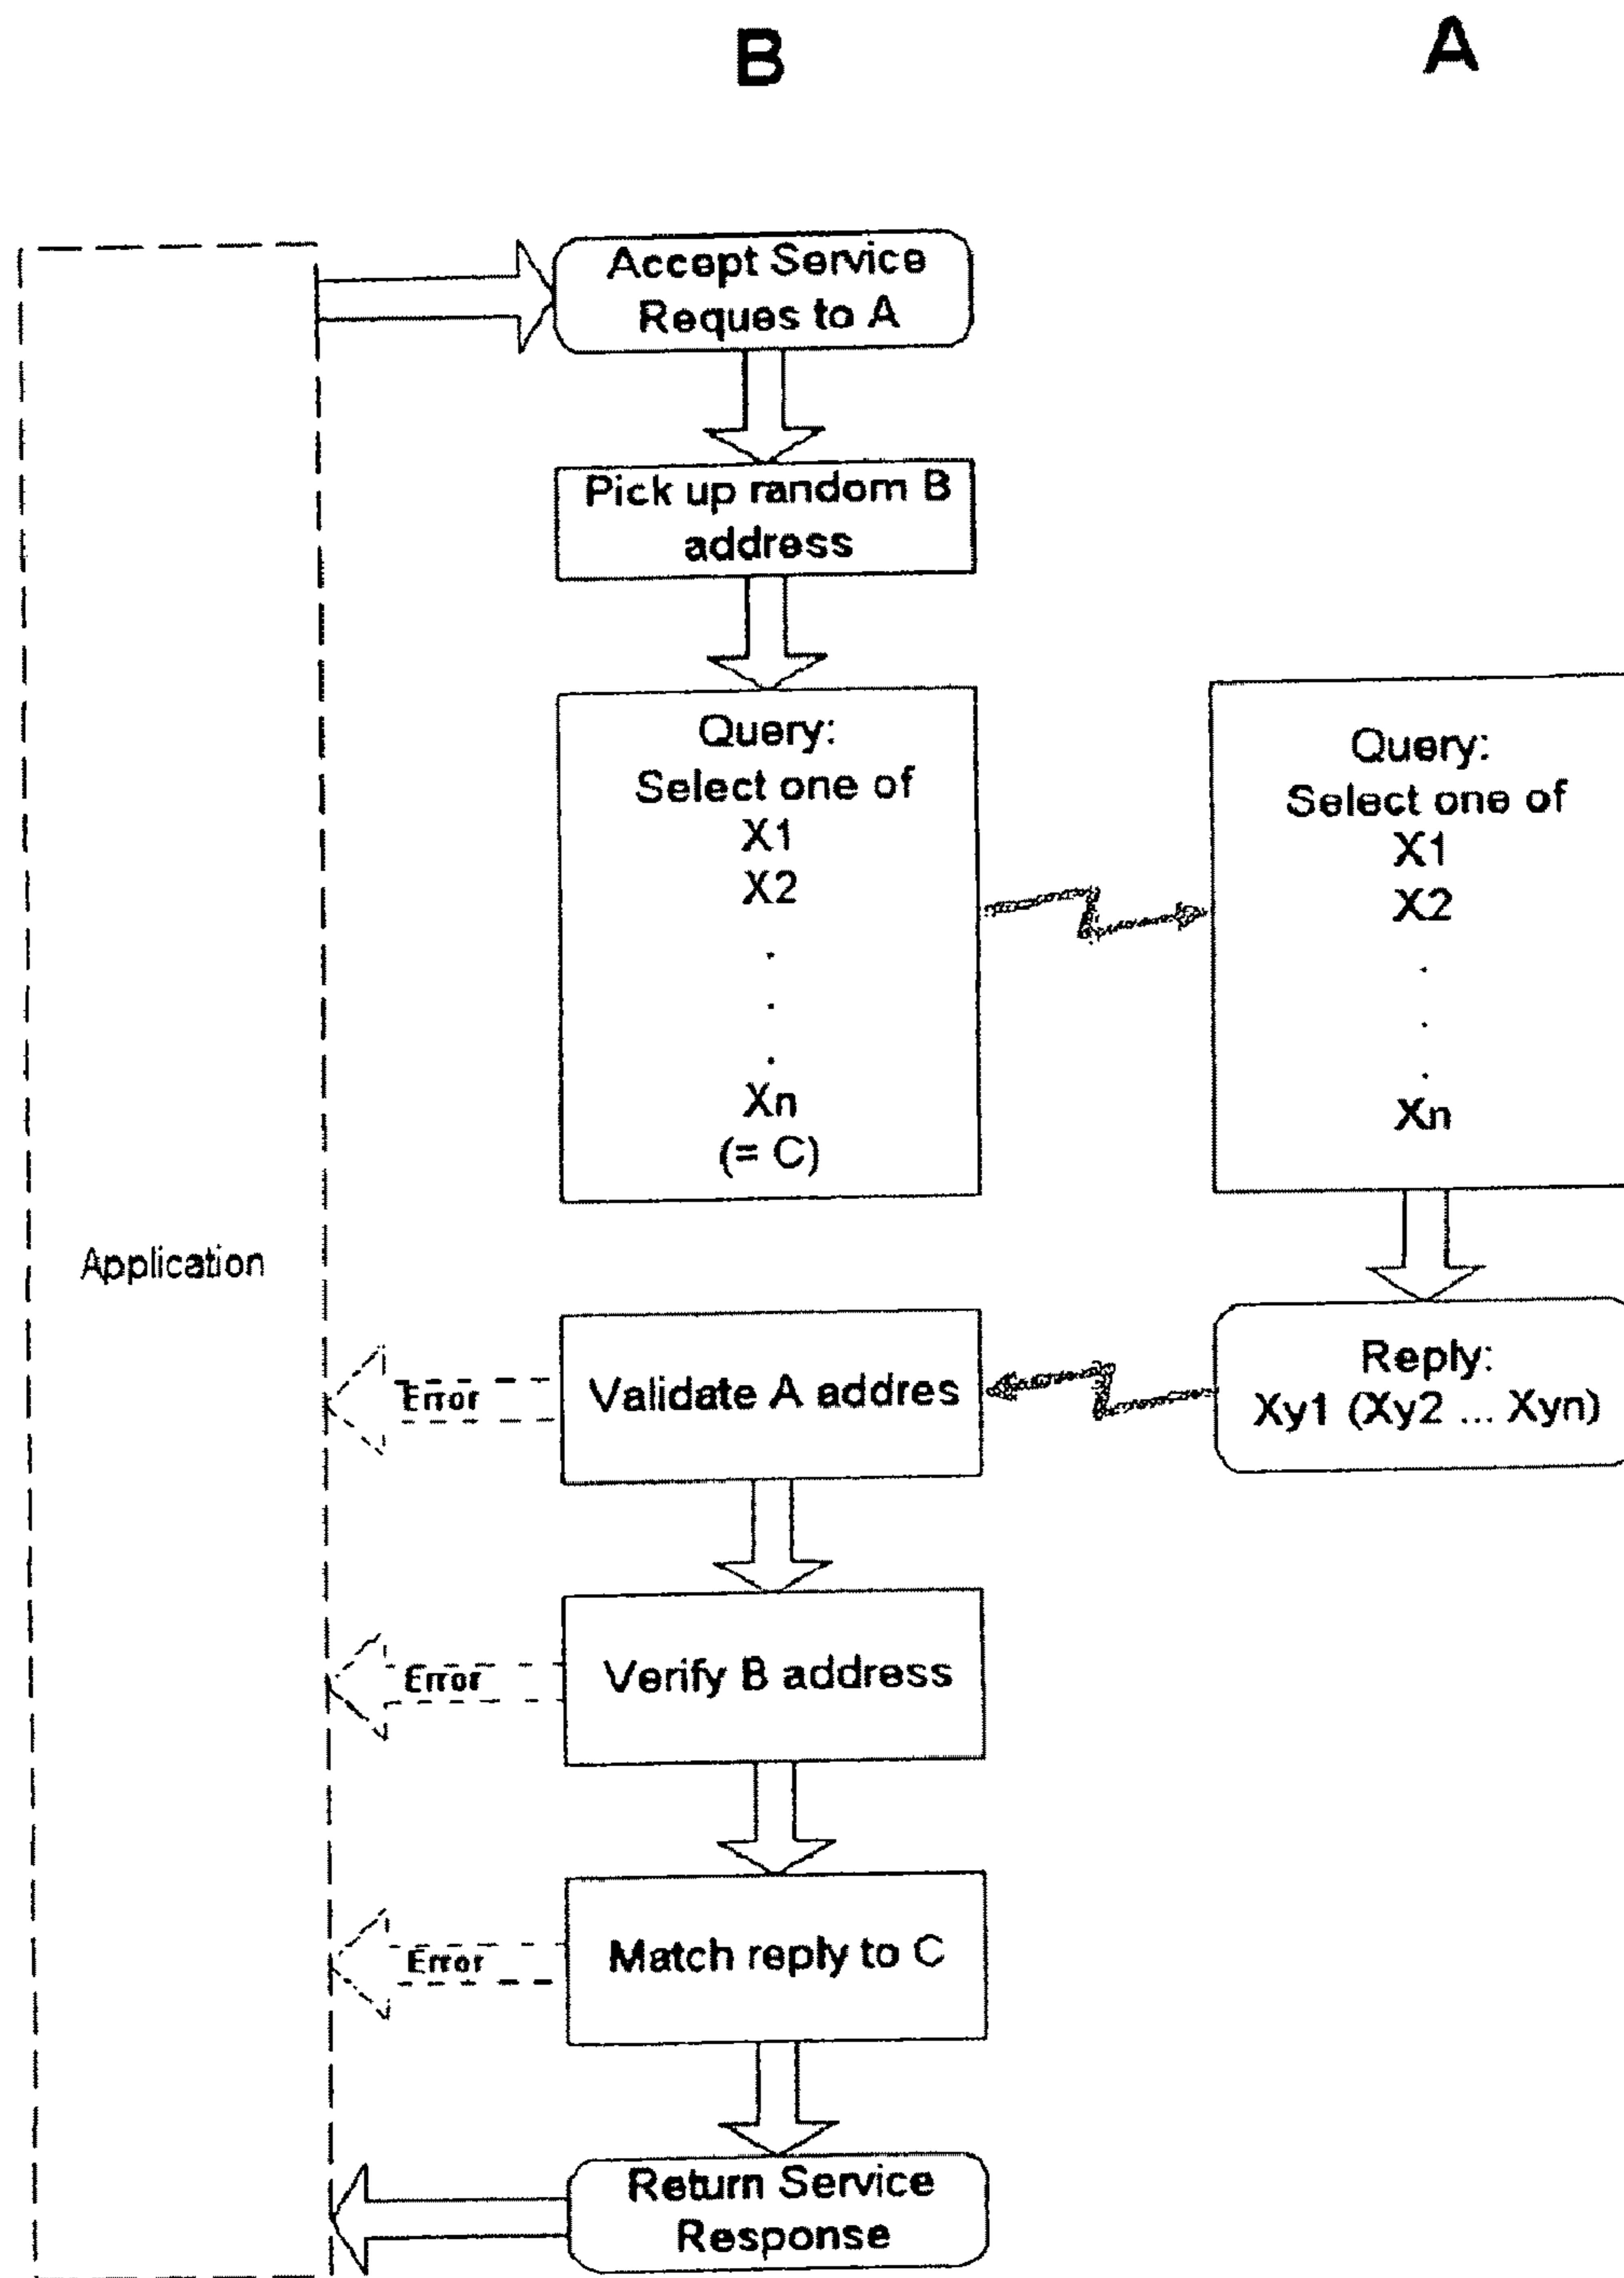 B
A
Accept Service
Reques to A
Pick up random B
address
Query:
Select one of
X1
X2
.
.
.
Xn
(= C)
Query:
Select one of
X1
X2
.
.
.
Xn
Application
Error
Validate A addres
Reply:
Xy1 (Xy2 ... Xyn)
Error
Verify B address
Error
Match reply to C
Return Service
Response